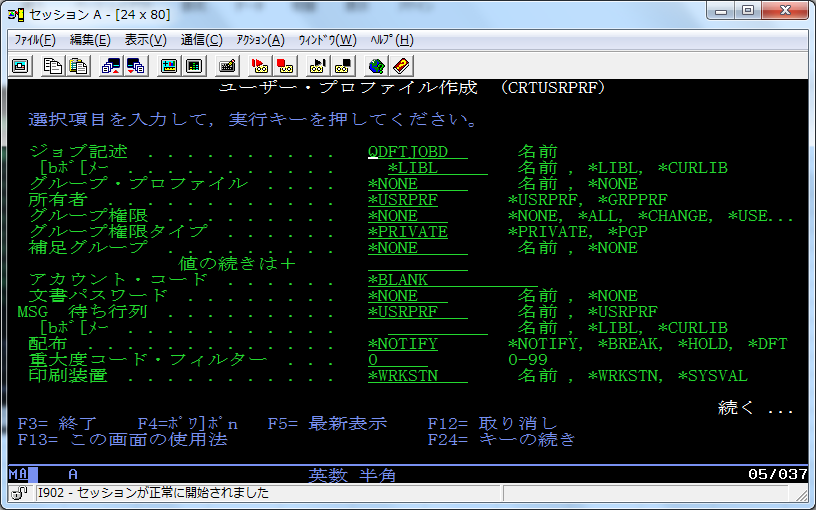 セッション A - [24 x 80]
ﾌｧｲﾙ(F) 編集(E) 表示(V) 通信(C) ｱｸｼｮﾝ(A) ｳｨﾝﾄﾞｳ(W) ﾍﾙﾌﾟ(H)
ユーザー・プロファイル作成 (CRTUSRPRF)
選択項目を入力して, 実行キーを押してください。
ジョブ記述 . . . . . . . . . . QDFTJOBD 名前
[bﾎﾞ[ﾒｰ . . . . . . . . . . . *LIBL 名前 , *LIBL, *CURLIB
グループ・プロファイル . . . . . *NONE 名前 , *NONE
所有者 . . . . . . . . . . . . *USRPRF *USRPRF, *GRPPRF
グループ権限 . . . . . . . . . . *NONE *NONE, *ALL, *CHANGE, *USE...
グループ権限タイプ . . . . . . . *PRIVATE *PRIVATE, *PGP
補足グループ . . . . . . . . . . *NONE 名前 , *NONE
値の続きは＋
アカウント・コード . . . . . . . *BLANK
文書パスワード . . . . . . . . . *NONE 名前 , *NONE
MSG 待ち行列 . . . . . . . . . *USRPRF 名前 , *USRPRF
[bﾎﾞ[ﾒｰ . . . . . . . . . . . 名前 , *LIBL, *CURLIB
配布 . . . . . . . . . . . . . *NOTIFY *NOTIFY, *BREAK, *HOLD, *DFT
重大度コード・フィルター . . . . 0 0-99
印刷装置 . . . . . . . . . . . *WRKSTN 名前 , *WRKSTN, *SYSVAL
続く ...
F3= 終了 F4=ﾎﾟﾜ]ﾎﾟn F5= 最新表示 F12= 取り消し
F13= この画面の使用法 F24= キーの続き
MA A 英数 半角 05/037
I902 - セッションが正常に開始されました